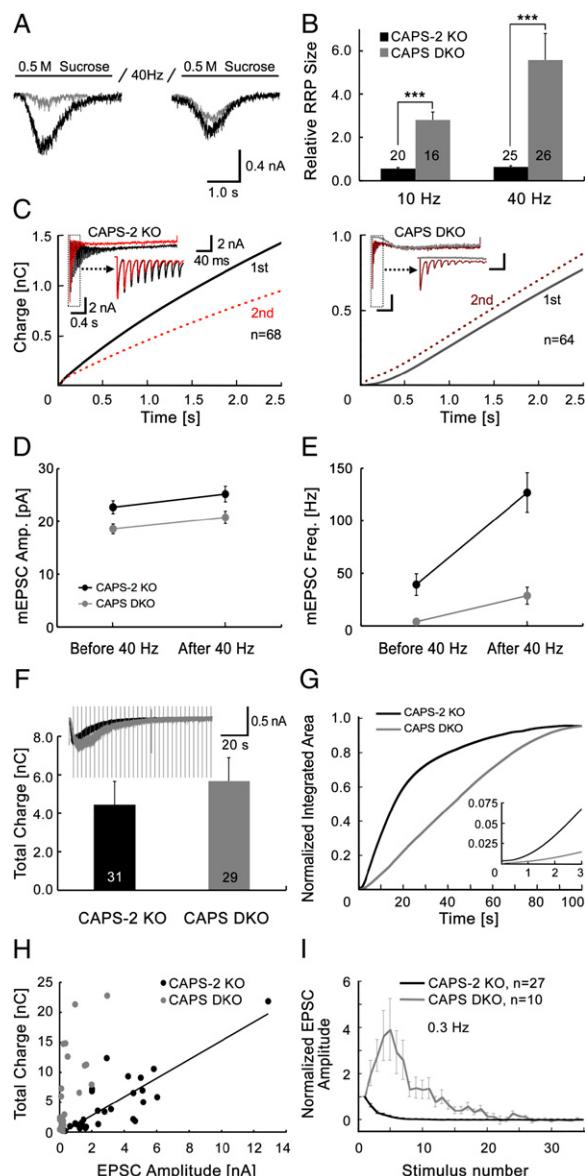 A
0.5 M Sucrose / 40Hz / 0.5 M Sucrose
0.4 nA
1.0 s
B
CAPS-2 KO
CAPS DKO
Relative RRP Size
6.0
4.0
2.0
0
***
***
20
16
25
26
10 Hz
40 Hz
C
CAPS-2 KO
Charge [nC]
1.5
1.0
0.5
2 nA
40 ms
2 nA
0.4 s
1st
2nd
n=68
0.5
1.0
1.5
2.0
2.5
Time [s]
CAPS DKO
1.0
0.5
0
2nd
1st
n=64
0.5
1.0
1.5
2.0
2.5
Time [s]
D
mEPSC Amp. [pA]
30
20
10
0
CAPS-2 KO
CAPS DKO
Before 40 Hz
After 40 Hz
E
mEPSC Freq. [Hz]
150
100
50
0
Before 40 Hz
After 40 Hz
F
Total Charge [nC]
8.0
6.0
4.0
2.0
0.0
0.5 nA
20 s
31
29
CAPS-2 KO
CAPS DKO
G
CAPS-2 KO
CAPS DKO
Normalized Integrated Area
1.0
0.8
0.6
0.4
0.2
0.075
0.050
0.025
0
1
2
3
20
40
60
80
100
Time [s]
H
CAPS-2 KO
CAPS DKO
Total Charge [nC]
25
20
15
10
5
0
0
2
4
6
8
10
12
14
EPSC Amplitude [nA]
I
CAPS-2 KO, n=27
CAPS DKO, n=10
0.3 Hz
Normalized EPSC
Amplitude
6
4
2
0
0
10
20
30
Stimulus number